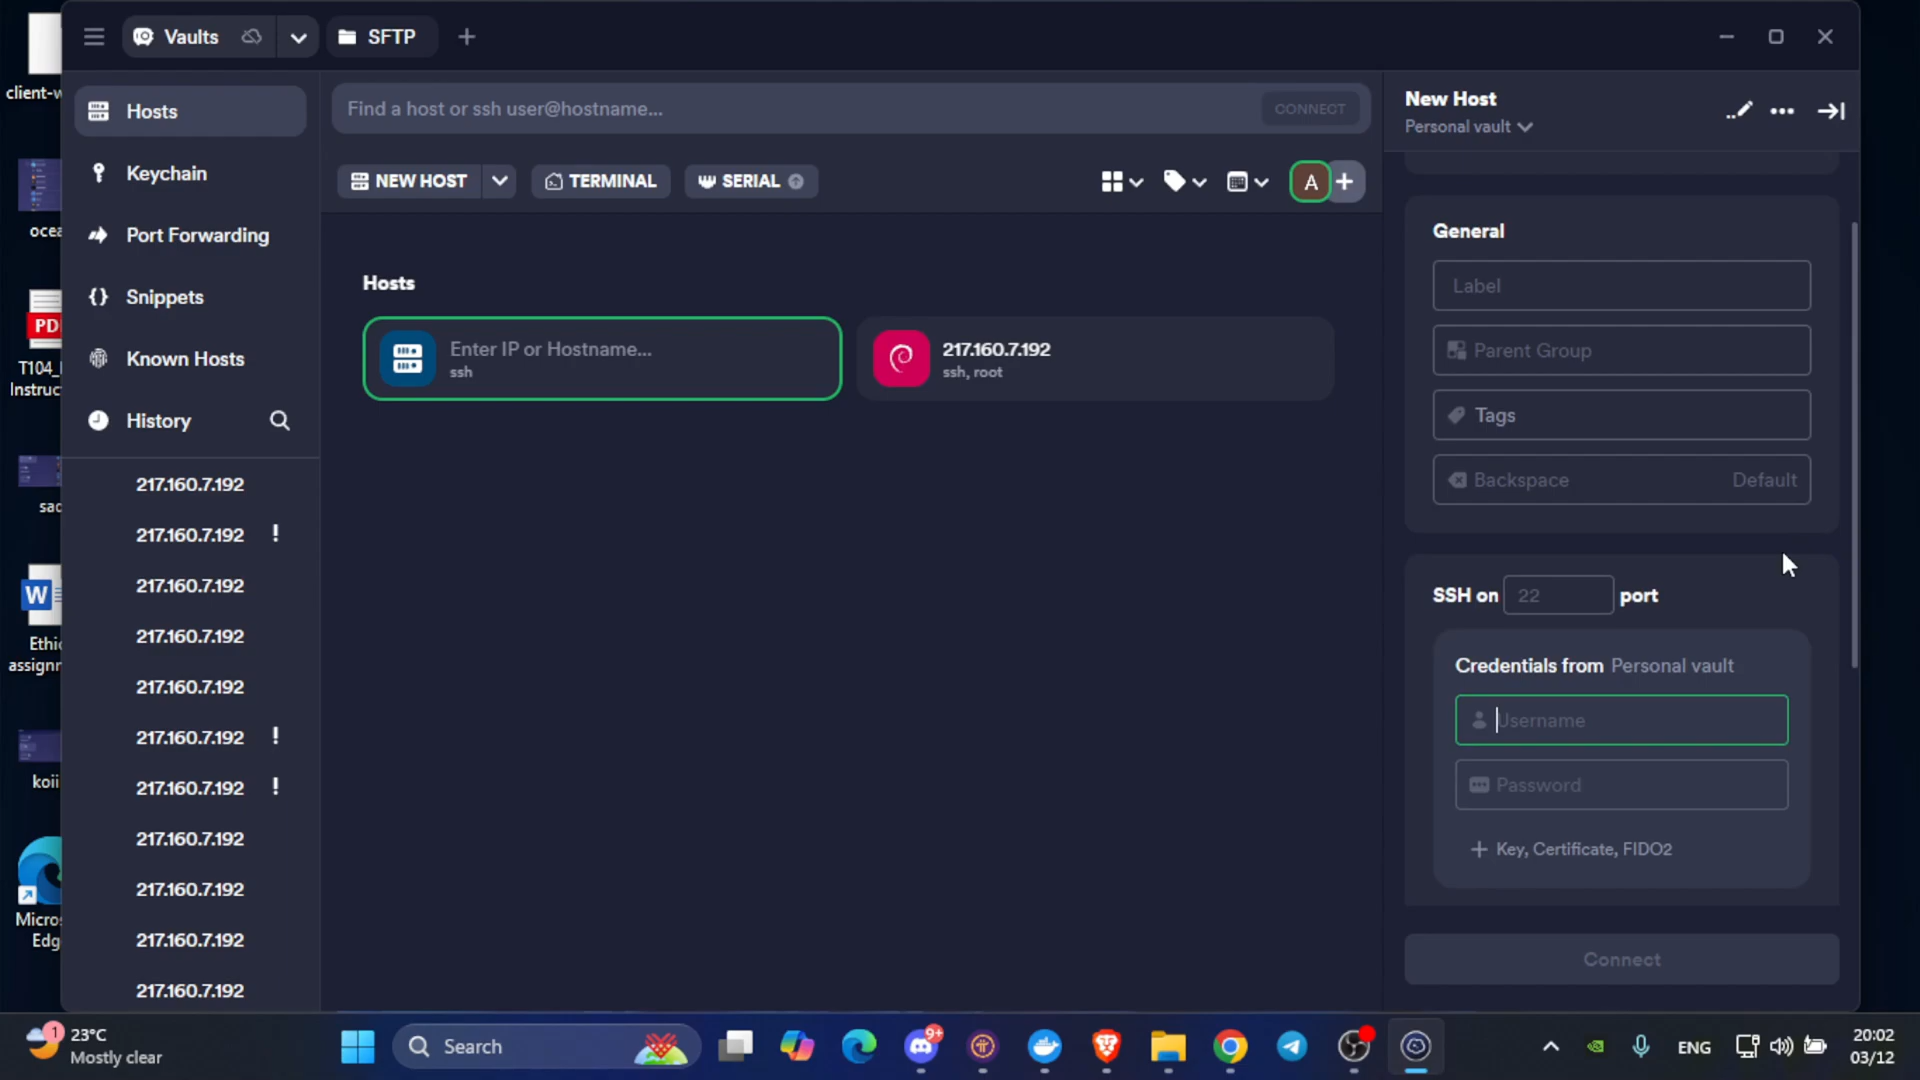 client-w
ocea
PD
T104_
Instruc
sac
W
Ethic
assignm
koii
Micros
Edg
Vaults
SFTP
Hosts
Keychain
Port Forwarding
Snippets
Known Hosts
History
217.160.7.192
217.160.7.192 !
217.160.7.192
217.160.7.192
217.160.7.192
217.160.7.192 !
217.160.7.192 !
217.160.7.192
217.160.7.192
217.160.7.192
217.160.7.192
Find a host or ssh user@hostname...
CONNECT
NEW HOST
TERMINAL
SERIAL
A
Hosts
Enter IP or Hostname...
ssh
217.160.7.192
ssh, root
New Host
Personal vault
General
Label
Parent Group
Tags
Backspace Default
SSH on 22 port
Credentials from Personal vault
Username
Password
Key, Certificate, FIDO2
Connect
1
23°C
Mostly clear
Search
9+
ENG
20:02
03/12